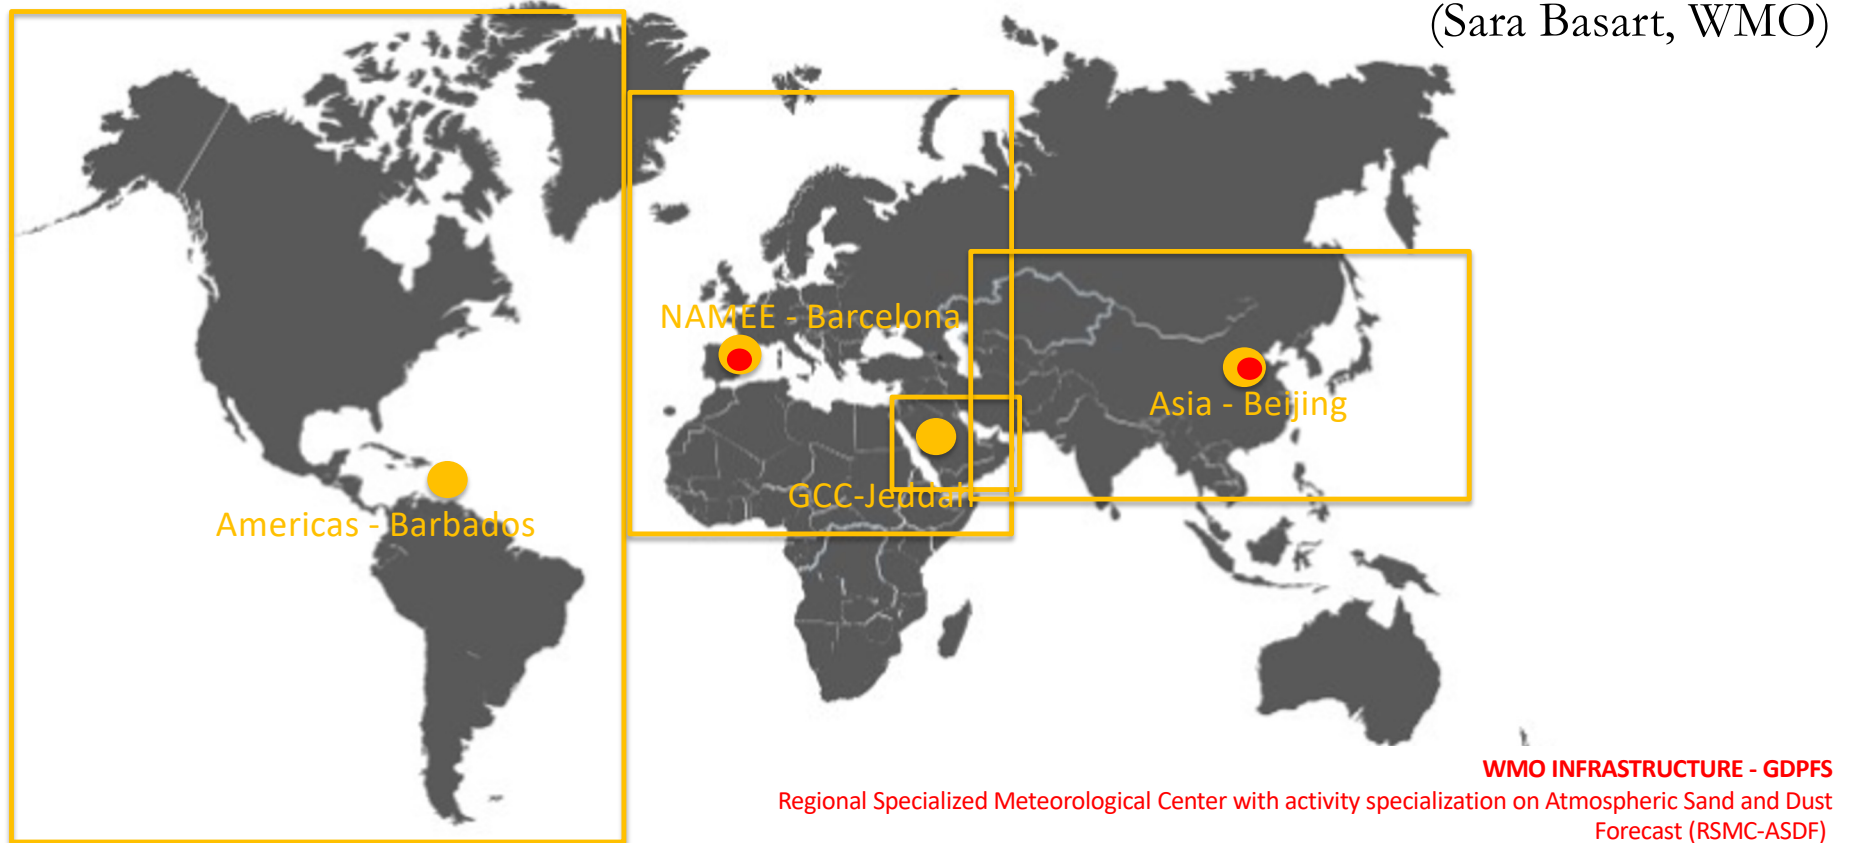 (Sara Basart, WMO)
NAMEE - Barcelona
Asia - Beijing
GCC-Jeddah
Americas - Barbados
WMO INFRASTRUCTURE - GDPFS
Regional Specialized Meteorological Center with activity specialization on Atmospheric Sand and Dust
Forecast (RSMC-ASDF)